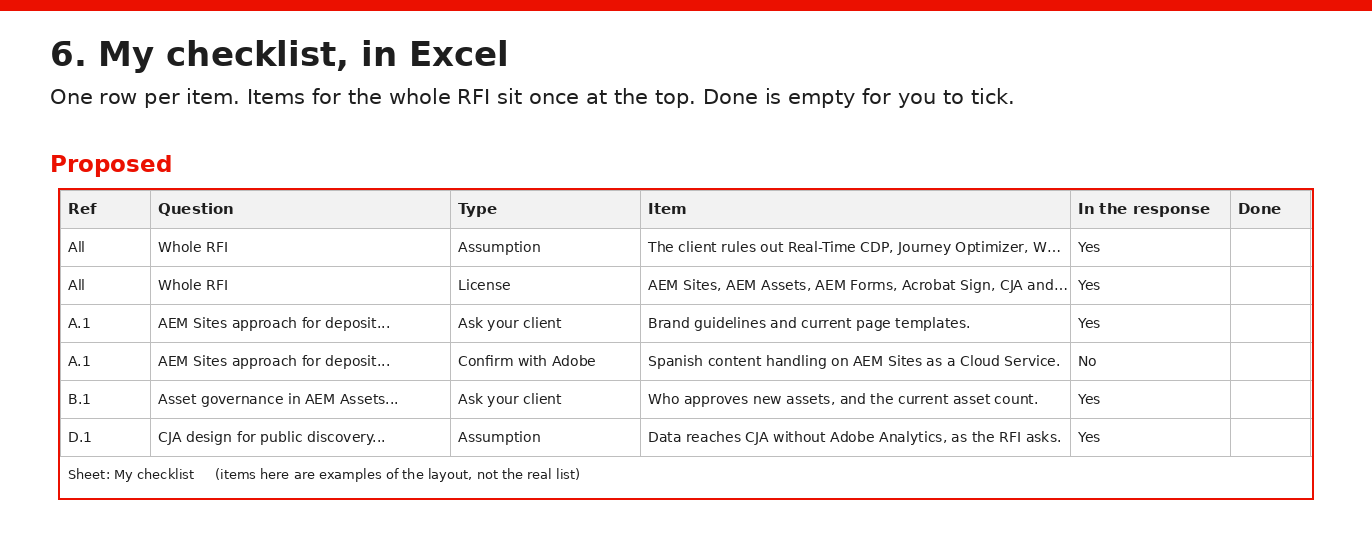 6. My checklist, in Excel
One row per item. Items for the whole RFI sit once at the top. Done is empty for you to tick.
Proposed
Ref Question Type Item In the response Done
All Whole RFI Assumption The client rules out Real-Time CDP, Journey Optimizer, W... Yes
All Whole RFI License AEM Sites, AEM Assets, AEM Forms, Acrobat Sign, CJA and... Yes
A.1 AEM Sites approach for deposit... Ask your client Brand guidelines and current page templates. Yes
A.1 AEM Sites approach for deposit... Confirm with Adobe Spanish content handling on AEM Sites as a Cloud Service. No
B.1 Asset governance in AEM Assets... Ask your client Who approves new assets, and the current asset count. Yes
D.1 CJA design for public discovery... Assumption Data reaches CJA without Adobe Analytics, as the RFI asks. Yes
Sheet: My checklist (items here are examples of the layout, not the real list)